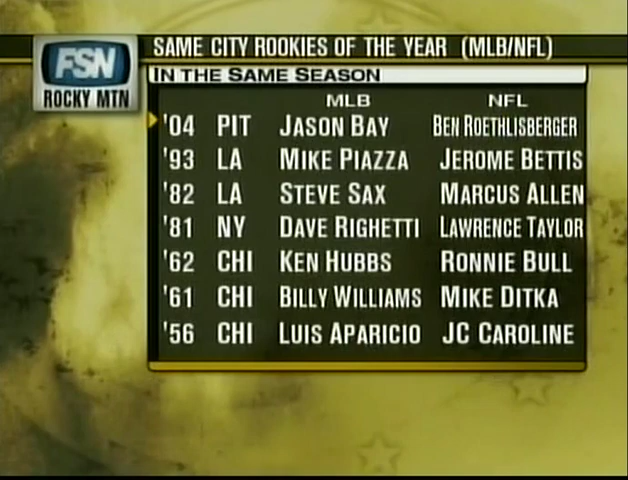 FSN
ROCKY MTN
SAME CITY ROOKIES OF THE YEAR (MLB/NFL)
IN THE SAME SEASON
MLB NFL
'04 PIT JASON BAY BEN ROETHLISBERGER
'93 LA MIKE PIAZZA JEROME BETTIS
'82 LA STEVE SAX MARCUS ALLEN
'81 NY DAVE RIGHETTI LAWRENCE TAYLOR
'62 CHI KEN HUBBS RONNIE BULL
'61 CHI BILLY WILLIAMS MIKE DITKA
'56 CHI LUIS APARICIO JC CAROLINE